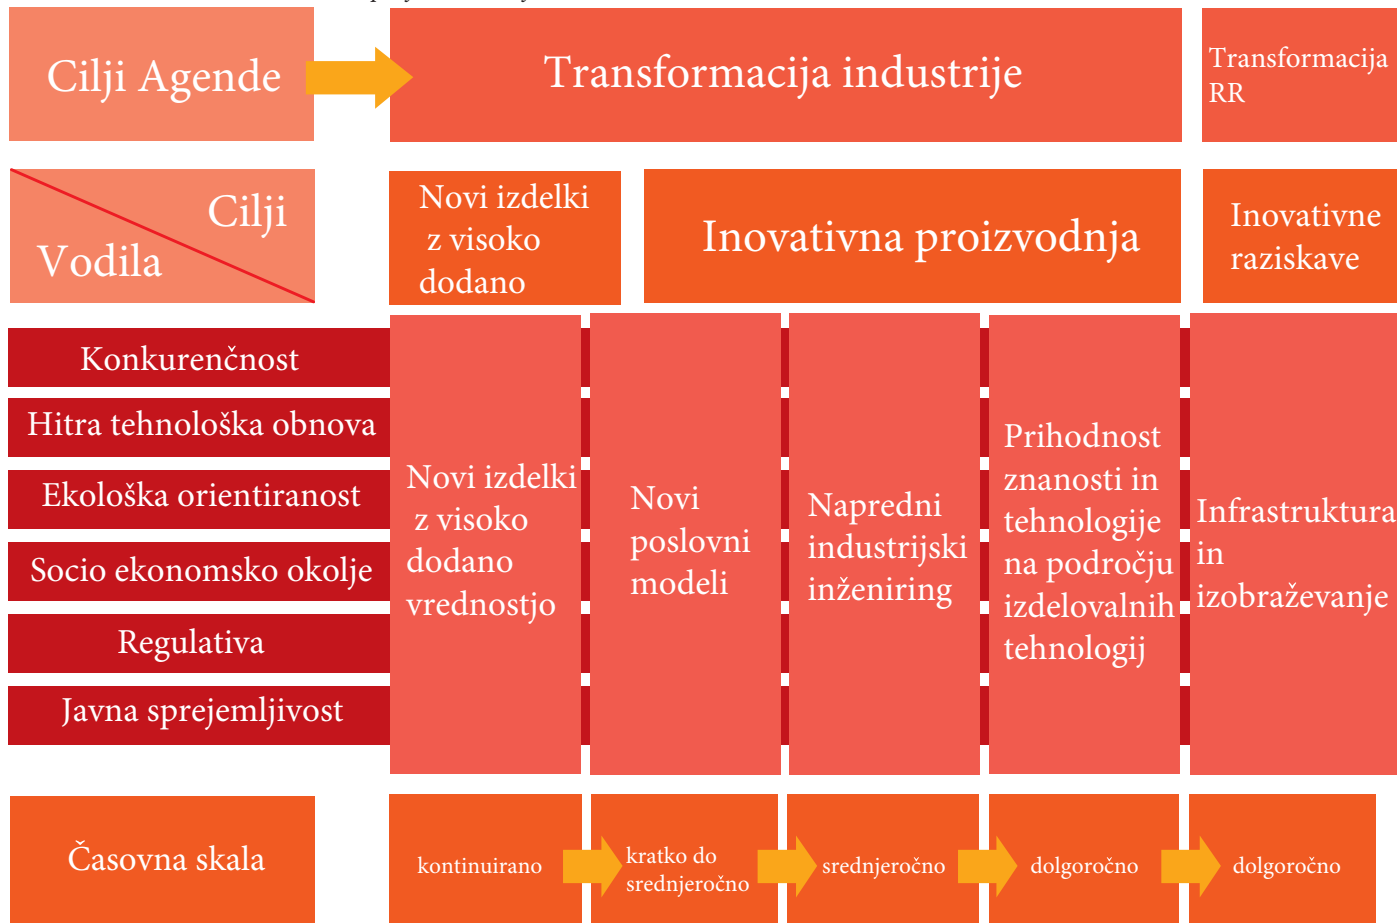 Cilji Agende
Transformacija industrije
Transformacija
RR
Cilji
Vodila
Novi izdelki
z visoko
dodano
Inovativna proizvodnja
Inovativne
raziskave
Konkurenčnost
Hitra tehnološka obnova
Ekološka orientiranost
Socio ekonomsko okolje
Regulativa
Javna sprejemljivost
Novi izdelki
z visoko
dodano
vrednostjo
Novi
poslovni
modeli
Napredni
industrijski
inženiring
Prihodnost
znanosti in
tehnologije
na področju
izdelovalnih
tehnologij
Infrastruktura
in
izobraževanje
Časovna skala
kontinuirano
kratko do
srednjeročno
srednjeročno
dolgoročno
dolgoročno